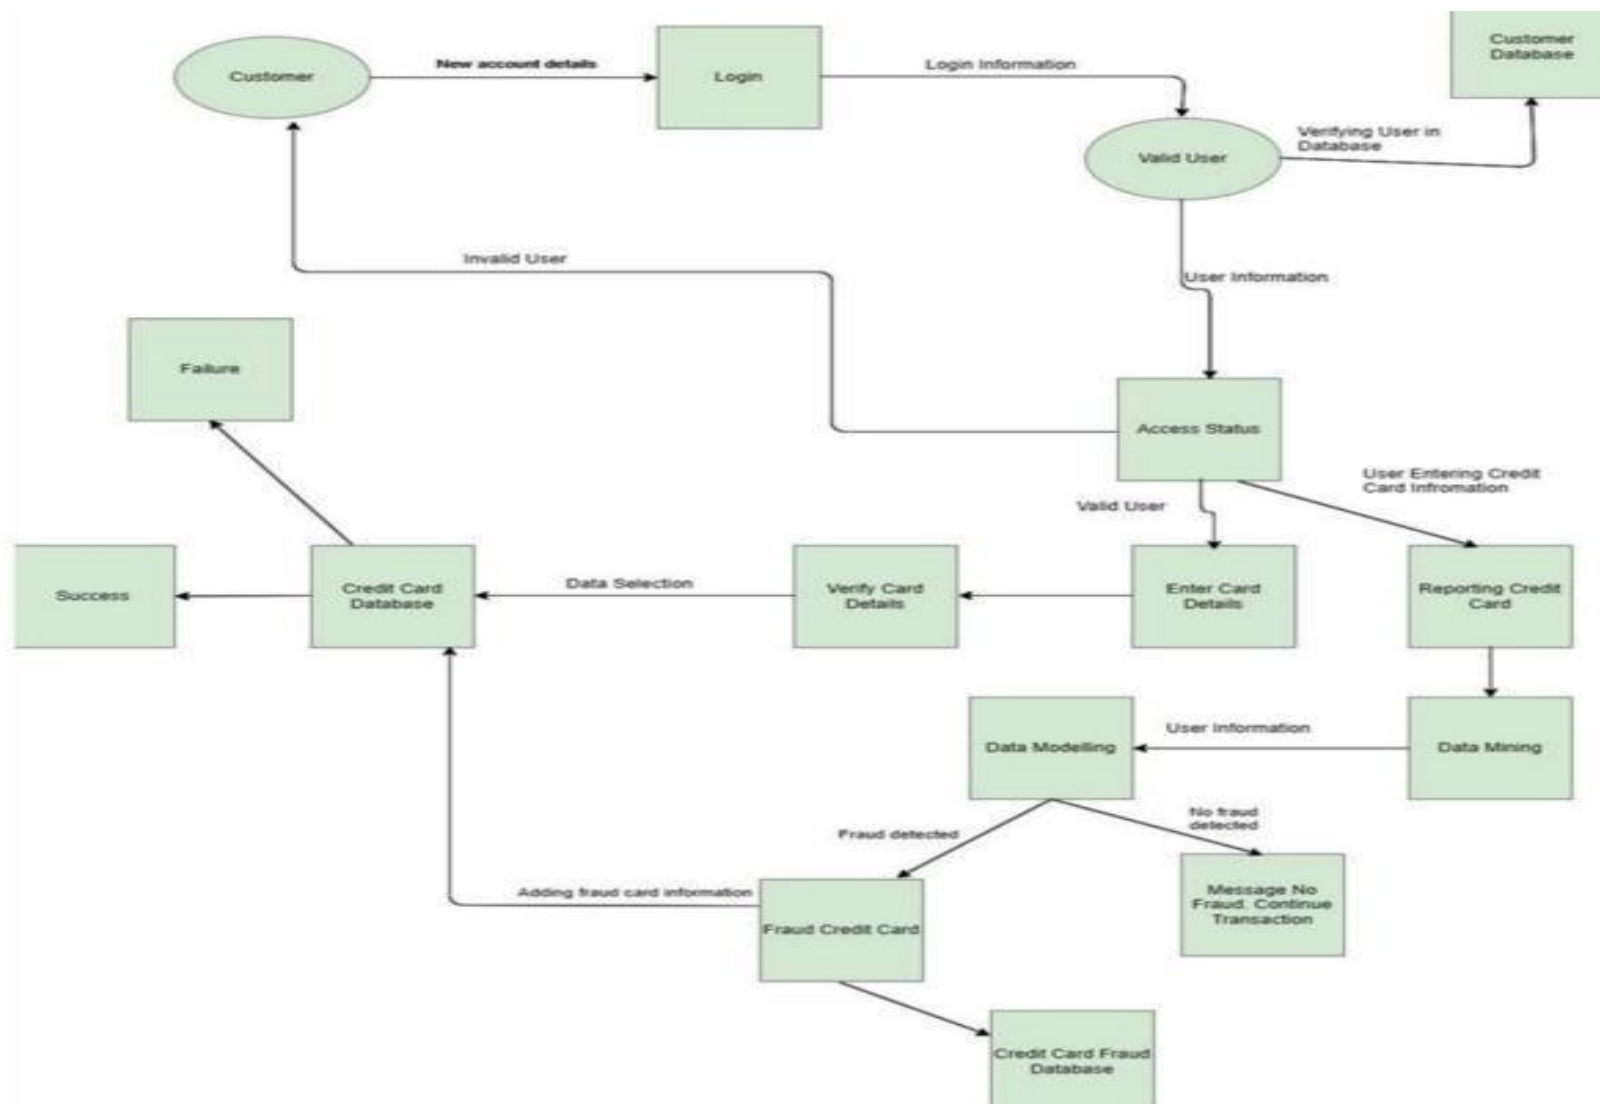 Customer
New account details
Login
Login Information
Customer
Database
Verifying User in
Database
Valid User
Invalid User
User Information
Failure
Access Status
User Entering Credit
Card Infromation
Valid User
Success
Credit Card
Database
Data Selection
Verify Card
Details
Enter Card
Details
Reporting Credit
Card
Data Modelling
User Information
Data Mining
Fraud detected
No fraud
detected
Adding fraud card information
Fraud Credit Card
Message No
Fraud. Continue
Transaction
Credit Card Fraud
Database